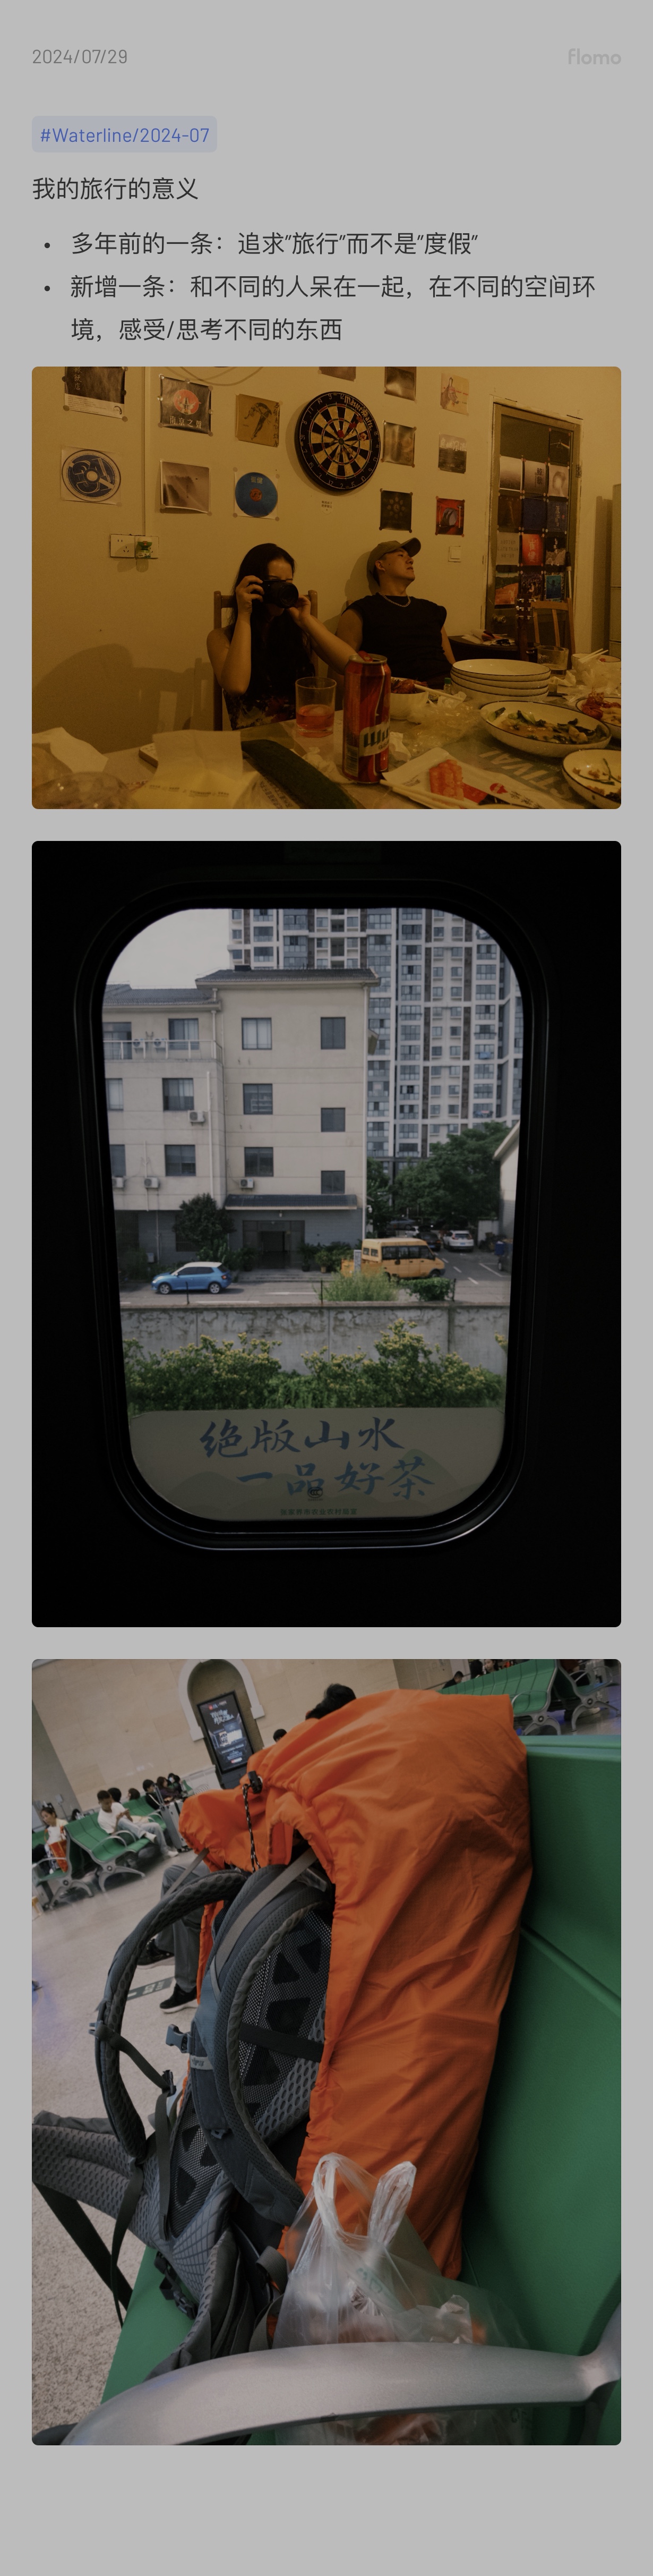 2024/07/29
flomo
#Waterline/2024-07
我的旅行的意义
多年前的一条：追求"旅行"而不是"度假"
新增一条：和不同的人呆在一起，在不同的空间环
境，感受/思考不同的东西
绝版山水
一品好茶